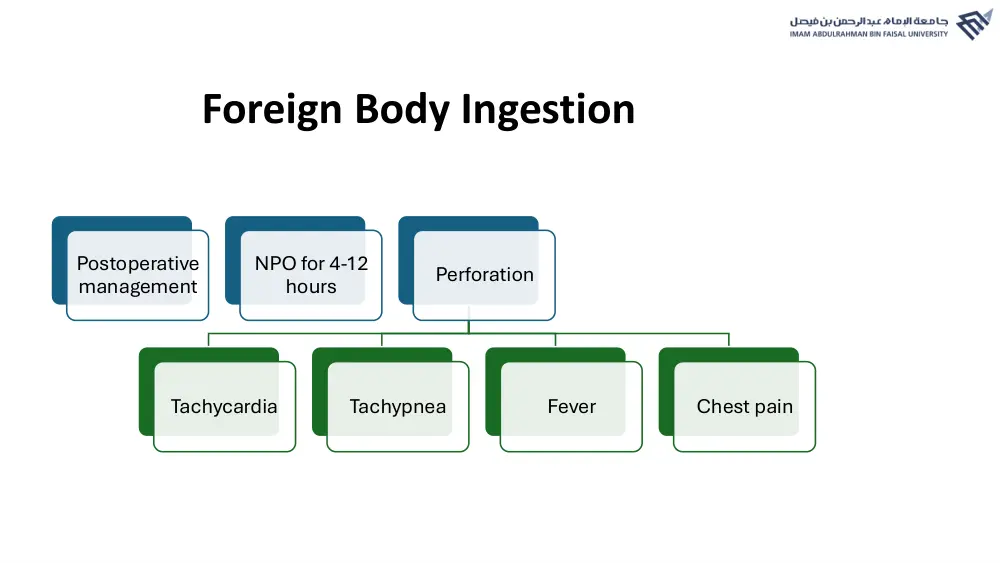 جامعة الإمام عبدالرحمن بن فيصل
IMAM ABDULRAHMAN BIN FAISAL UNIVERSITY
Foreign Body Ingestion
Postoperative
management
NPO for 4-12
hours
Perforation
Tachycardia
Tachypnea
Fever
Chest pain